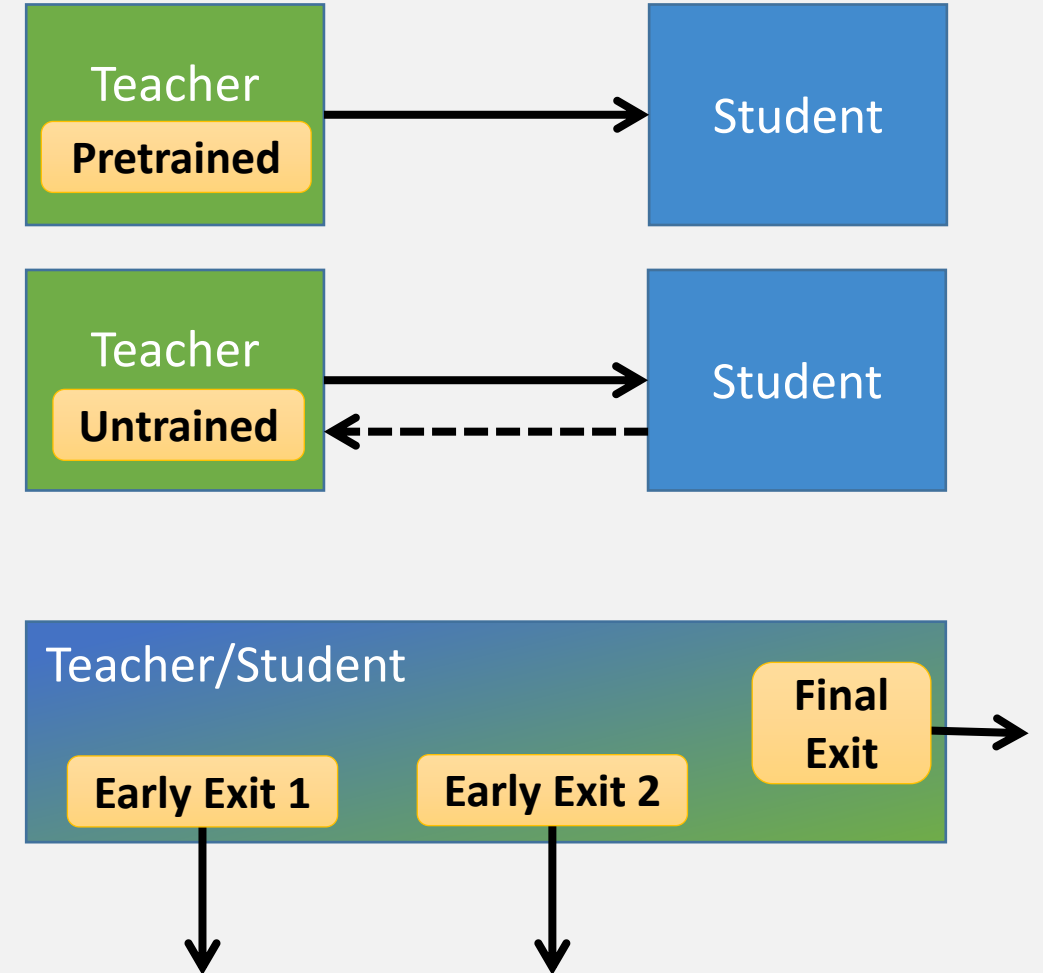 Teacher
Pretrained
Student
Teacher
Untrained
Student
Teacher/Student
Final
Exit
Early Exit 1
Early Exit 2